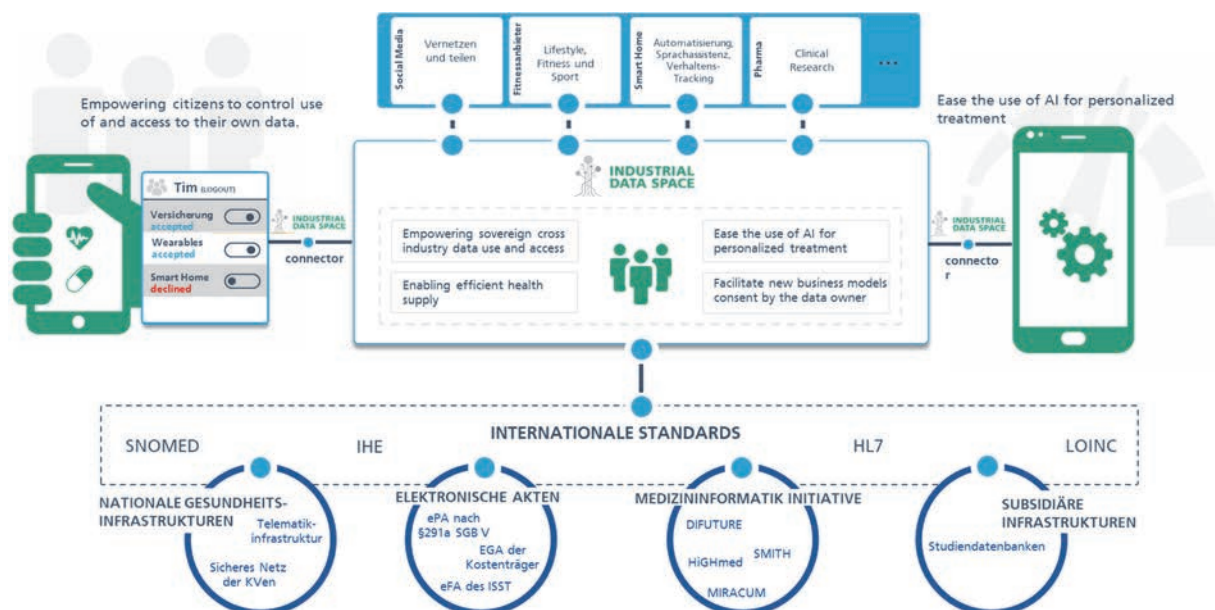 Social Media
Vernetzen
und teilen
Fitnessanbieter
Lifestyle,
Fitness und
Sport
Smart Home
Automatisierung,
Sprachassistenz,
Verhaltens-
Tracking
Pharma
Clinical
Research
...
Empowering citizens to control use
of and access to their own data.
Ease the use of AI for personalized
treatment
Tim (LOGOUT)
Versicherung
accepted
Wearables
accepted
Smart Home
declined
INDUSTRIAL
DATA SPACE
connector
INDUSTRIAL
DATA SPACE
Empowering sovereign cross
industry data use and access
Enabling efficient health
supply
Ease the use of AI for
personalized treatment
Facilitate new business models
consent by the data owner
INDUSTRIAL
DATA SPACE
connecto
r
INTERNATIONALE STANDARDS
SNOMED
IHE
HL7
LOINC
NATIONALE GESUNDHEITS-
INFRASTRUKTUREN
Telematik-
infrastruktur
Sicheres Netz
der KVen
ELEKTRONISCHE AKTEN
ePA nach
§291a SGB V
EGA der
Kostenträger
eFA des ISST
MEDIZININFORMATIK INITIATIVE
DIFUTURE
SMITH
HiGHmed
MIRACUM
SUBSIDIÄRE
INFRASTRUKTUREN
Studiendatenbanken